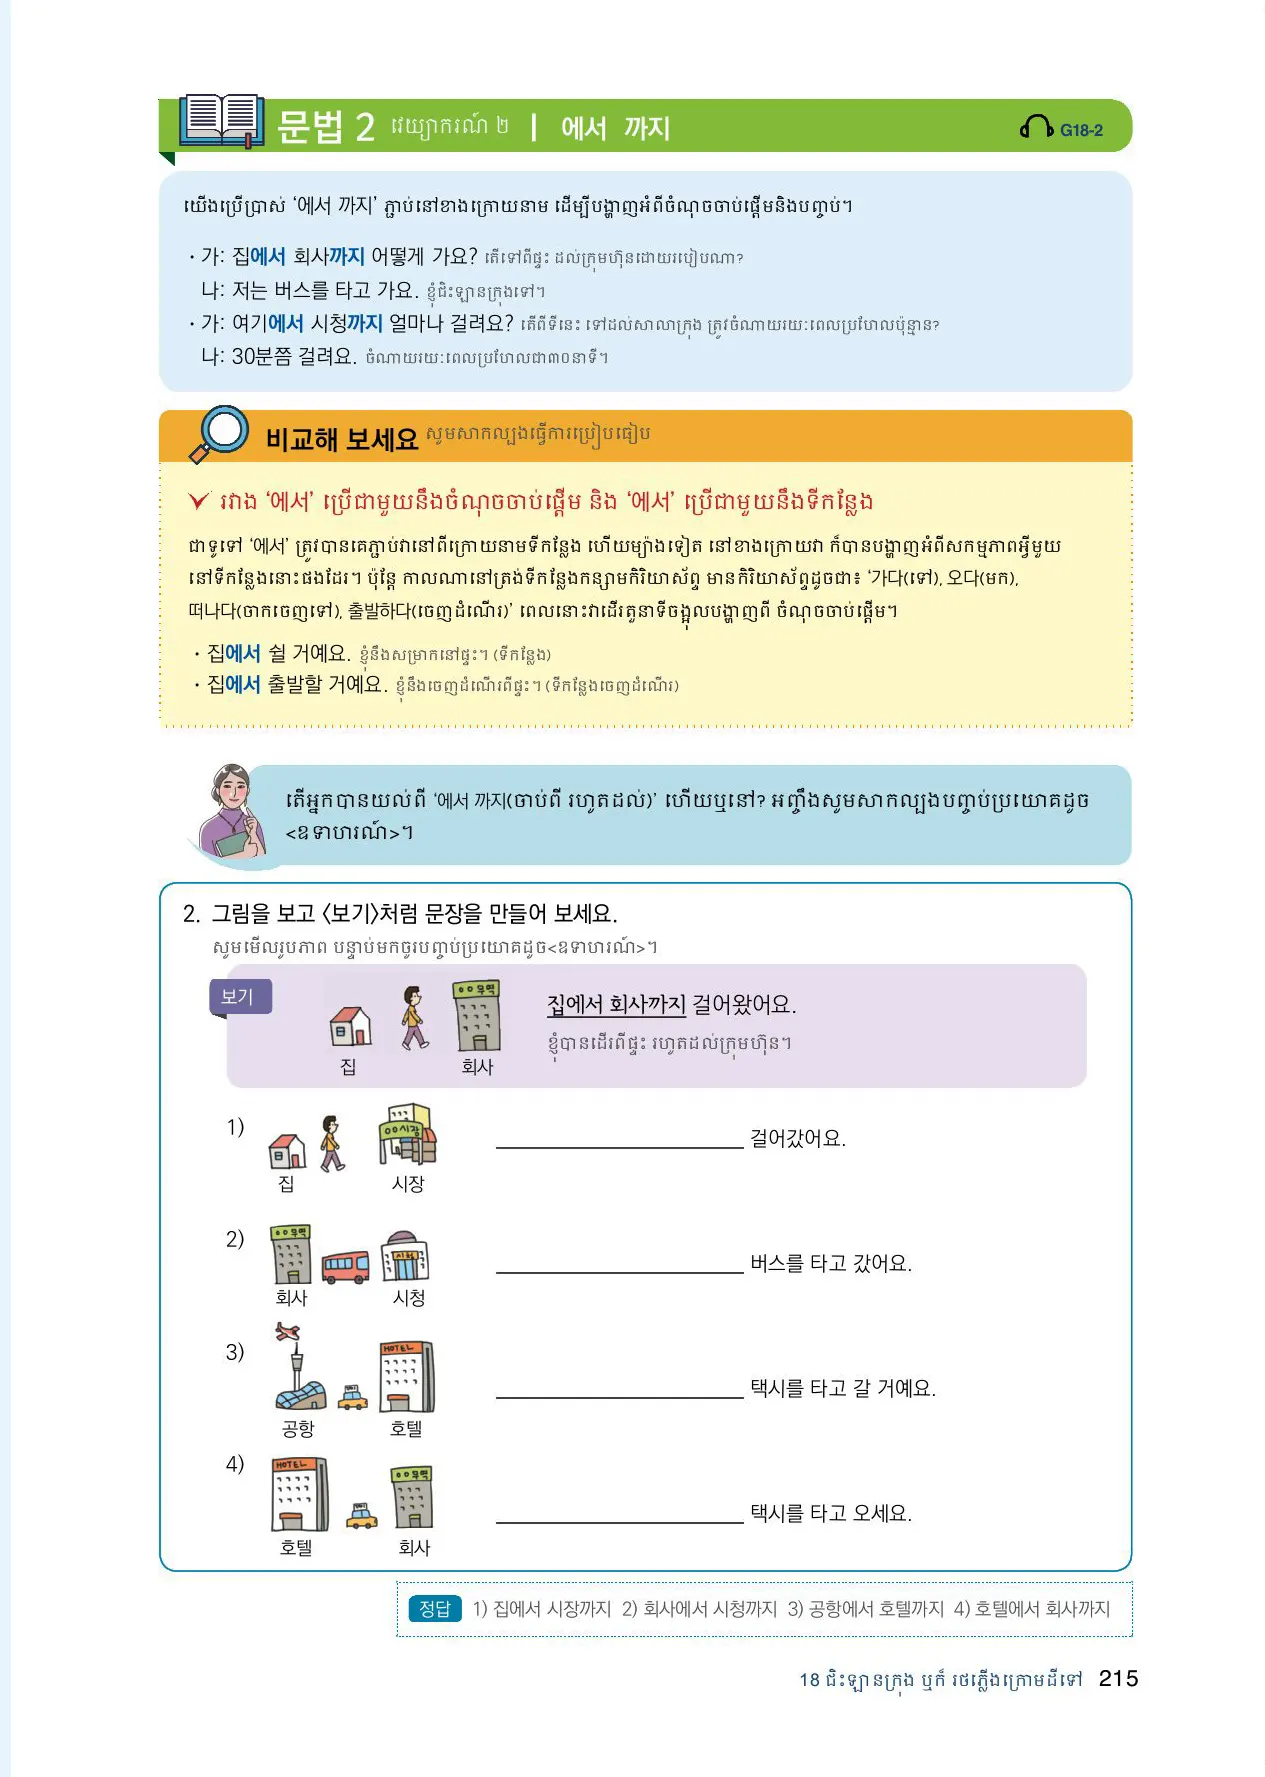 문법 2 វេយ្យាករណ៍ ២ | 에서 까지 G18-2
យើងប្រើប្រាស់ ‘에서 까지’ ភ្ជាប់នៅខាងក្រោយនាម ដើម្បីបង្ហាញអំពីចំណុចចាប់ផ្តើមនិងបញ្ចប់។
· 가: 집에서 회사까지 어떻게 가요? តើទៅពីផ្ទះ ដល់ក្រុមហ៊ុនដោយរបៀបណា?
나: 저는 버스를 타고 가요. ខ្ញុំជិះឡានក្រុងទៅ។
· 가: 여기에서 시청까지 얼마나 걸려요? តើពីទីនេះ ទៅដល់សាលាក្រុង ត្រូវចំណាយរយៈពេលប្រហែលប៉ុន្មាន?
나: 30분쯤 걸려요. ចំណាយរយៈពេលប្រហែលជា៣០នាទី។
비교해 보세요 សូមសាកល្បងធ្វើការប្រៀបធៀប
រវាង ‘에서’ ប្រើជាមួយនឹងចំណុចចាប់ផ្តើម និង ‘에서’ ប្រើជាមួយនឹងទីកន្លែង
ជាទូទៅ ‘에서’ ត្រូវបានគេភ្ជាប់វានៅពីក្រោយនាមទីកន្លែង ហើយម្យ៉ាងទៀត នៅខាងក្រោយវា ក៏បានបង្ហាញអំពីសកម្មភាពអ្វីមួយ
នៅទីកន្លែងនោះផងដែរ។ ប៉ុន្តែ កាលណានៅត្រង់ទីកន្លែងកន្សោមកិរិយាស័ព្ទ មានកិរិយាស័ព្ទដូចជា៖ ‘가다(ទៅ), 오다(មក),
떠나다(ចាកចេញទៅ), 출발하다(ចេញដំណើរ)’ ពេលនោះវាដើរតួនាទីចង្អុលបង្ហាញពី ចំណុចចាប់ផ្តើម។
· 집에서 쉴 거예요. ខ្ញុំនឹងសម្រាកនៅផ្ទះ។ (ទីកន្លែង)
· 집에서 출발할 거예요. ខ្ញុំនឹងចេញដំណើរពីផ្ទះ។ (ទីកន្លែងចេញដំណើរ)
តើអ្នកបានយល់ពី ‘에서 까지(ចាប់ពី រហូតដល់)’ ហើយឬនៅ? អញ្ចឹងសូមសាកល្បងបញ្ចប់ប្រយោគដូច
<ឧទាហរណ៍>។
2. 그림을 보고 〈보기〉처럼 문장을 만들어 보세요.
សូមមើលរូបភាព បន្ទាប់មកចូរបញ្ចប់ប្រយោគដូច<ឧទាហរណ៍>។
보기
무역
집에서 회사까지 걸어왔어요.
ខ្ញុំបានដើរពីផ្ទះ រហូតដល់ក្រុមហ៊ុន។
집 회사
1) 시장 걸어갔어요.
집 시장
2) 무역 시청 버스를 타고 갔어요.
회사 시청
3) HOTEL 택시를 타고 갈 거예요.
공항 호텔
4) HOTEL 무역 택시를 타고 오세요.
호텔 회사
정답 1) 집에서 시장까지 2) 회사에서 시청까지 3) 공항에서 호텔까지 4) 호텔에서 회사까지
18 ជិះឡានក្រុង ឬក៏ រថភ្លើងក្រោមដីទៅ 215